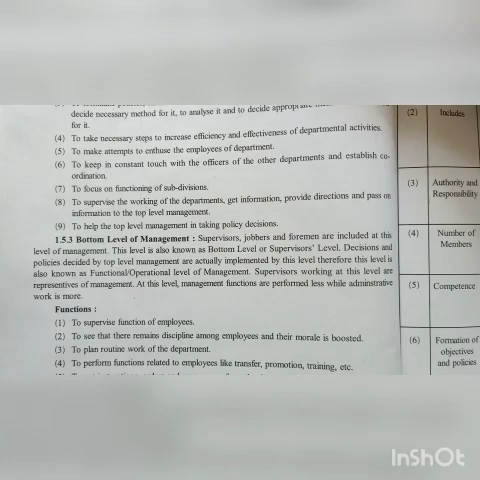 decide necessary method for it, to analyse it and to decide
for it.
(4) To take necessary steps to increase efficiency and effectiveness of departmental activities.
(5) To make attempts to enthuse the employees of department.
(6) To keep in constant touch with the officers of the other departments and establish co-
ordination.
(7) To focus on functioning of sub-divisions.
(8) To supervise the working of the departments, get information, provide directions and pass on
information to the top level management.
(9) To help the top level management in taking policy decisions.
1.5.3 Bottom Level of Management : Supervisors, jobbers and foremen are included at this
level of management. This level is also known as Bottom Level or Supervisors' Level. Decisions and
policies decided by top level management are actually implemented by this level therefore this level is
also known as Functional/Operational level of Management. Supervisors working at this level are
representives of management. At this level, management functions are performed less while adminstrative
work is more.
Functions :
(1) To supervise function of employees.
(2) To see that there remains discipline among employees and their morale is boosted.
(3) To plan routine work of the department.
(4) To perform functions related to employees like transfer, promotion, training, etc.
(2) Includes
(3) Authority and
Responsibility
(4) Number of
Members
(5) Competence
(6) Formation of
objectives
and policies
InShOt